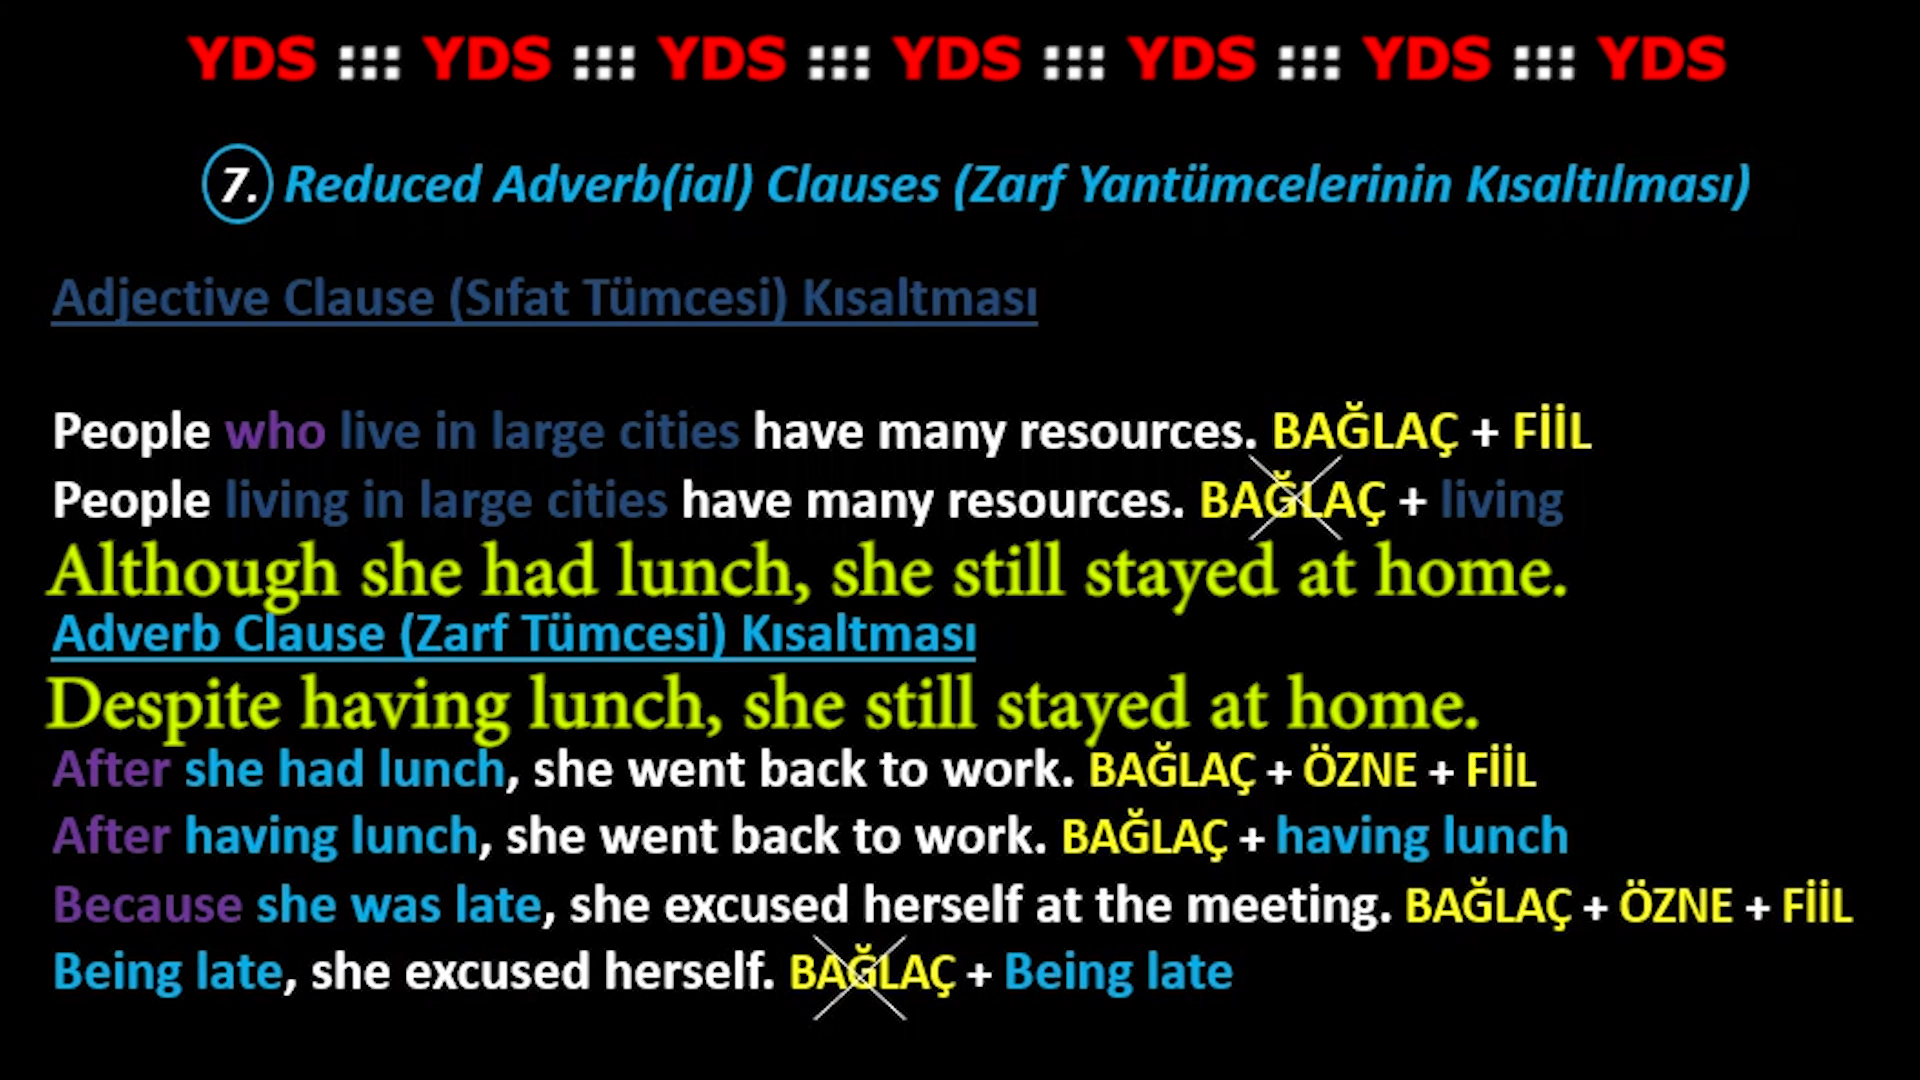 YDS ::: YDS ::: YDS ::: YDS ::: YDS ::: YDS ::: YDS
7. Reduced Adverb(ial) Clauses (Zarf Yantümcelerinin Kısaltılması)
Adjective Clause (Sıfat Tümcesi) Kısaltması
People who live in large cities have many resources. BAĞLAÇ + FİİL
People living in large cities have many resources. BAĞLAÇ + living
Although she had lunch, she still stayed at home.
Adverb Clause (Zarf Tümcesi) Kısaltması
Despite having lunch, she still stayed at home.
After she had lunch, she went back to work. BAĞLAÇ + ÖZNE + FİİL
After having lunch, she went back to work. BAĞLAÇ + having lunch
Because she was late, she excused herself at the meeting. BAĞLAÇ + ÖZNE + FİİL
Being late, she excused herself. BAĞLAÇ + Being late